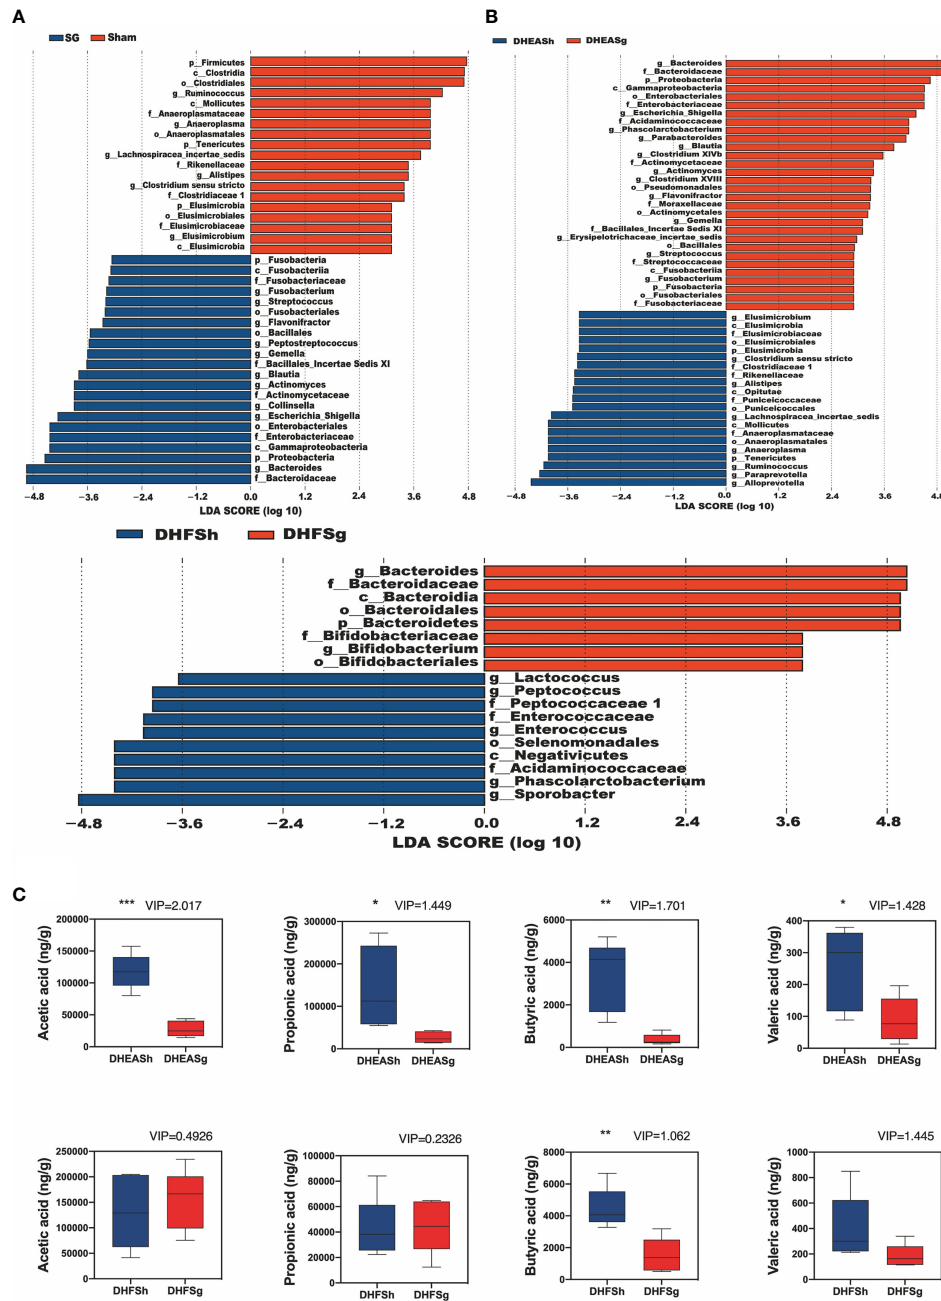 A
SG Sham
p__Firmicutes
c__Clostridia
o__Clostridiales
g__Ruminococcus
c__Mollicutes
f__Anaeroplasmataceae
g__Anaeroplasma
o__Anaeroplasmatales
p__Tenericutes
g__Lachnospiracea_incertae_sedis
f__Rikenellaceae
g__Alistipes
g__Clostridium sensu stricto
f__Clostridiaceae 1
p__Elusimicrobia
o__Elusimicrobiales
f__Elusimicrobiaceae
g__Elusimicrobium
c__Elusimicrobia
p__Fusobacteria
c__Fusobacteriia
f__Fusobacteriaceae
g__Fusobacterium
g__Streptococcus
o__Fusobacteriales
g__Flavonifractor
o__Bacillales
g__Peptostreptococcus
g__Gemella
f__Bacillales_Incertae Sedis XI
g__Blautia
g__Actinomyces
f__Actinomycetaceae
g__Collinsella
g__Escherichia_Shigella
o__Enterobacteriales
f__Enterobacteriaceae
c__Gammaproteobacteria
p__Proteobacteria
g__Bacteroides
f__Bacteroidaceae
−4.8 −3.6 −2.4 −1.2 0.0 1.2 2.4 3.6 4.8
LDA SCORE (log 10)
B
DHEASh DHEASg
g__Bacteroides
f__Bacteroidaceae
p__Proteobacteria
c__Gammaproteobacteria
o__Enterobacteriales
f__Enterobacteriaceae
g__Escherichia_Shigella
f__Acidaminococcaceae
g__Phascolarctobacterium
g__Parabacteroides
g__Blautia
g__Clostridium XIVb
f__Actinomycetaceae
g__Actinomyces
g__Clostridium XVIII
o__Pseudomonadales
g__Flavonifractor
f__Moraxellaceae
o__Actinomycetales
g__Gemella
f__Bacillales_Incertae Sedis XI
g__Erysipelotrichaceae_incertae_sedis
o__Bacillales
g__Streptococcus
f__Streptococcaceae
c__Fusobacteriia
g__Fusobacterium
p__Fusobacteria
o__Fusobacteriales
f__Fusobacteriaceae
g__Elusimicrobium
c__Elusimicrobia
f__Elusimicrobiaceae
o__Elusimicrobiales
p__Elusimicrobia
g__Clostridium sensu stricto
f__Clostridiaceae 1
f__Rikenellaceae
g__Alistipes
c__Opitutae
f__Puniceicoccaceae
o__Puniceicoccales
g__Lachnospiracea_incertae_sedis
c__Mollicutes
f__Anaeroplasmataceae
o__Anaeroplasmatales
g__Anaeroplasma
p__Tenericutes
g__Ruminococcus
g__Paraprevotella
g__Alloprevotella
−4.8 −3.6 −2.4 −1.2 0.0 1.2 2.4 3.6 4.8
LDA SCORE (log 10)
DHFSh DHFSg
g__Bacteroides
f__Bacteroidaceae
c__Bacteroidia
o__Bacteroidales
p__Bacteroidetes
f__Bifidobacteriaceae
g__Bifidobacterium
o__Bifidobacteriales
g__Lactococcus
g__Peptococcus
f__Peptococcaceae 1
f__Enterococcaceae
g__Enterococcus
o__Selenomonadales
c__Negativicutes
f__Acidaminococcaceae
g__Phascolarctobacterium
g__Sporobacter
−4.8 −3.6 −2.4 −1.2 0.0 1.2 2.4 3.6 4.8
LDA SCORE (log 10)
C
*** VIP=2.017
Acetic acid (ng/g)
200000
150000
100000
50000
0
DHEASh DHEASg
* VIP=1.449
Propionic acid (ng/g)
300000
200000
100000
0
DHEASh DHEASg
** VIP=1.701
Butyric acid (ng/g)
6000
4000
2000
0
DHEASh DHEASg
* VIP=1.428
Valeric acid (ng/g)
400
300
200
100
0
DHEASh DHEASg
VIP=0.4926
Acetic acid (ng/g)
250000
200000
150000
100000
50000
0
DHFSh DHFSg
VIP=0.2326
Propionic acid (ng/g)
100000
80000
60000
40000
20000
0
DHFSh DHFSg
** VIP=1.062
Butyric acid (ng/g)
8000
6000
4000
2000
0
DHFSh DHFSg
VIP=1.445
Valeric acid (ng/g)
1000
800
600
400
200
0
DHFSh DHFSg